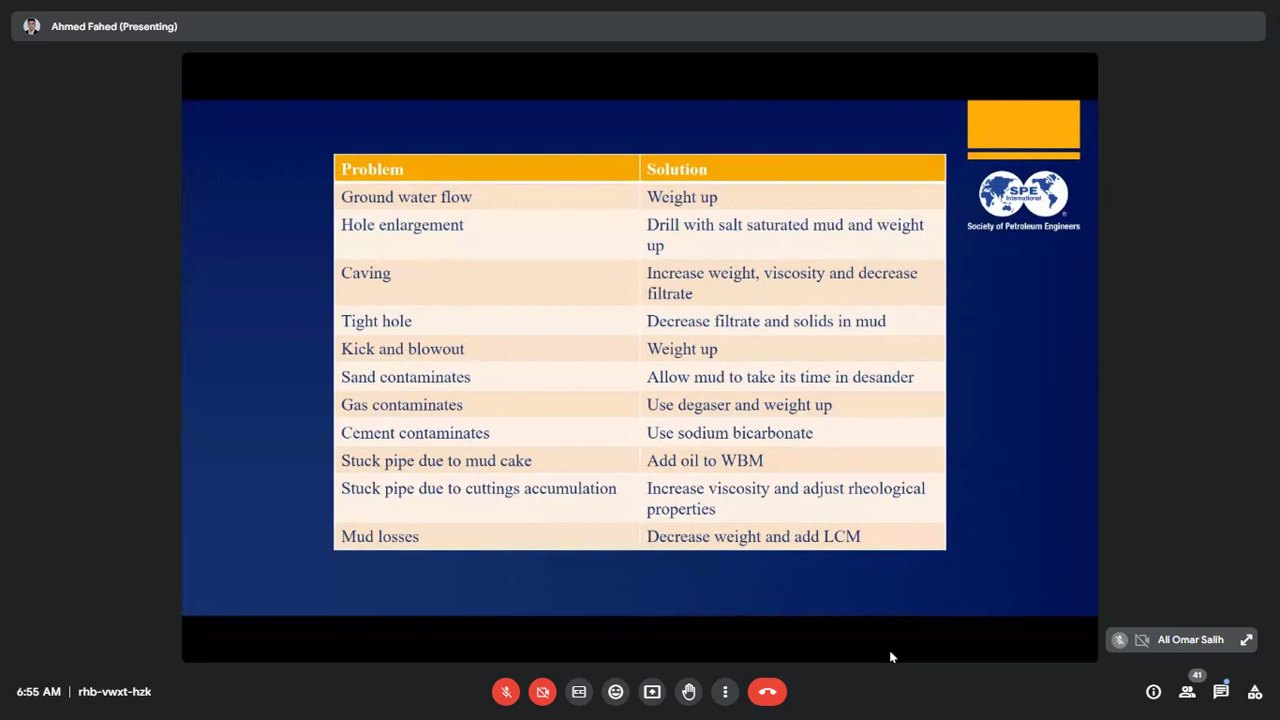 Ahmed Fahed (Presenting)
Problem
Solution
Ground water flow
Weight up
Hole enlargement
Drill with salt saturated mud and weight
up
Caving
Increase weight, viscosity and decrease
filtrate
Tight hole
Decrease filtrate and solids in mud
Kick and blowout
Weight up
Sand contaminates
Allow mud to take its time in desander
Gas contaminates
Use degaser and weight up
Cement contaminates
Use sodium bicarbonate
Stuck pipe due to mud cake
Add oil to WBM
Stuck pipe due to cuttings accumulation
Increase viscosity and adjust rheological
properties
Mud losses
Decrease weight and add LCM
SPE
International
®
Society of Petroleum Engineers
Ali Omar Salih
6:55 AM | rhb-vwxt-hzk
41